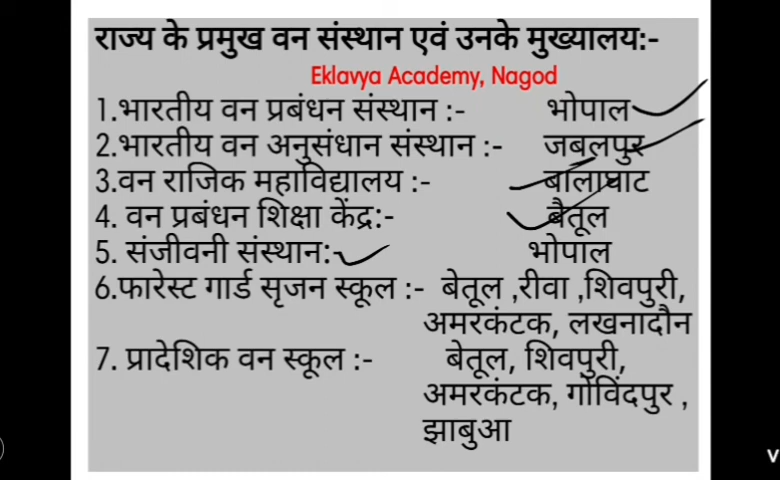 राज्य के प्रमुख वन संस्थान एवं उनके मुख्यालय:-
Eklavya Academy, Nagod
1.भारतीय वन प्रबंधन संस्थान :- भोपाल
2.भारतीय वन अनुसंधान संस्थान :- जबलपुर
3.वन राजिक महाविद्यालय :- बालाघाट
4. वन प्रबंधन शिक्षा केंद्र:- बैतूल
5. संजीवनी संस्थान: भोपाल
6.फारेस्ट गार्ड सृजन स्कूल :- बेतूल ,रीवा ,शिवपुरी,
अमरकंटक, लखनादौन
7. प्रादेशिक वन स्कूल :- बेतूल, शिवपुरी,
अमरकंटक, गोविंदपुर ,
झाबुआ
V